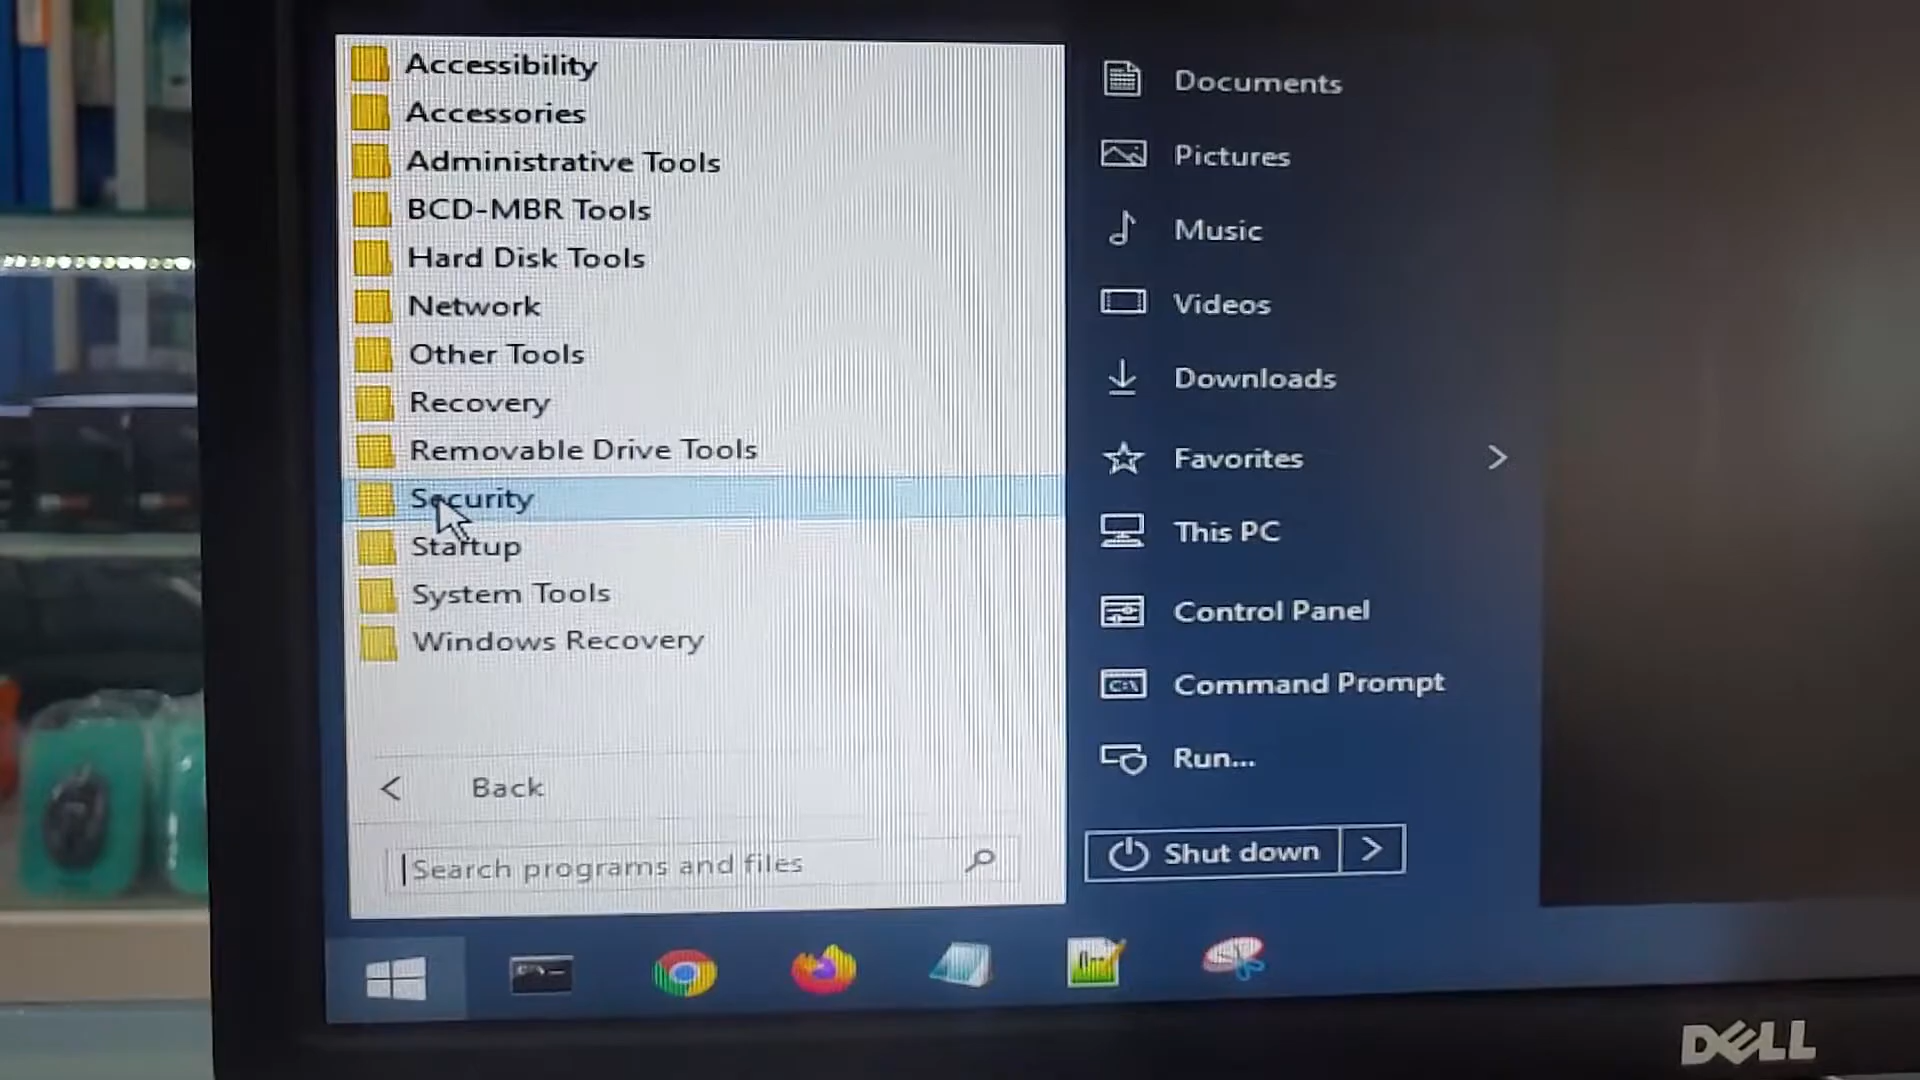 Accessibility
Accessories
Administrative Tools
BCD-MBR Tools
Hard Disk Tools
Network
Other Tools
Recovery
Removable Drive Tools
Security
Startup
System Tools
Windows Recovery
Back
Search programs and files
Documents
Pictures
Music
Videos
Downloads
Favorites
This PC
Control Panel
C:\
Command Prompt
Run...
Shut down
DELL